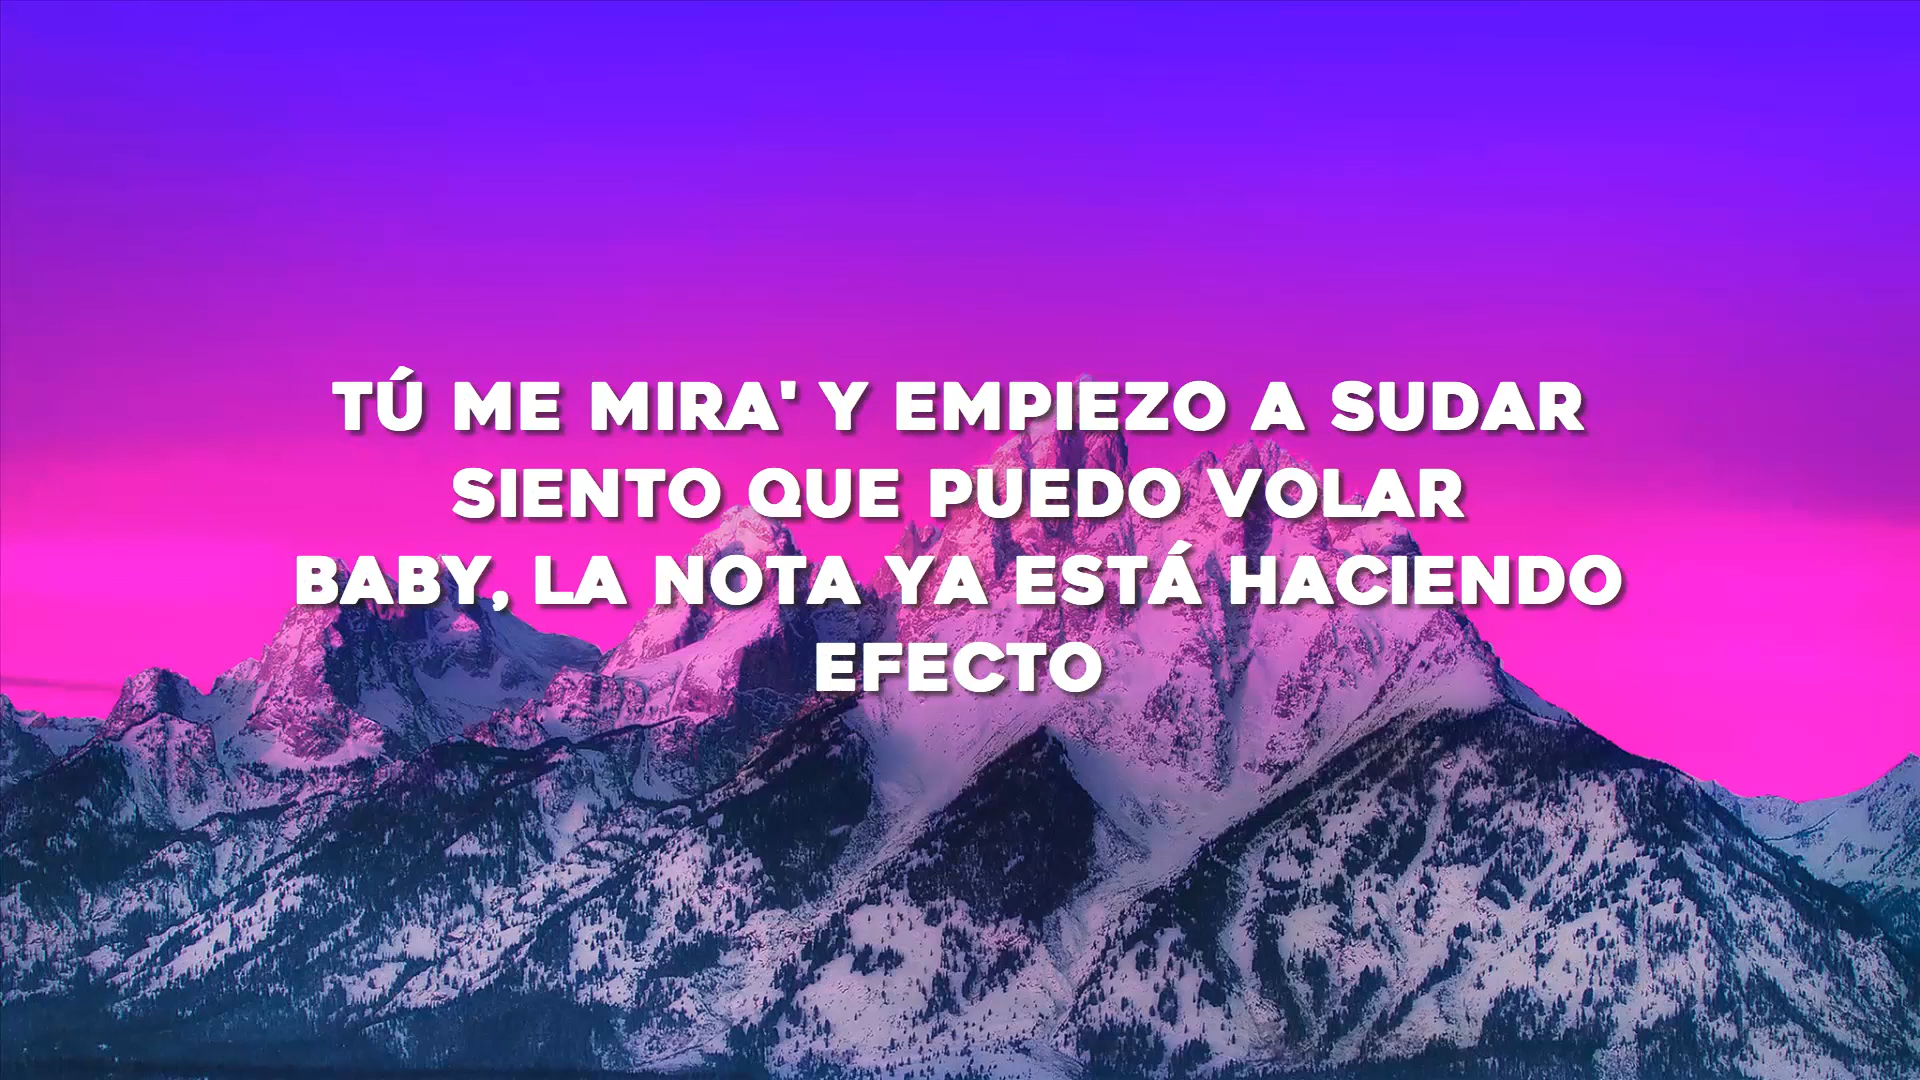 TÚ ME MIRA' Y EMPIEZO A SUDAR
SIENTO QUE PUEDO VOLAR
BABY, LA NOTA YA ESTÁ HACIENDO
EFECTO